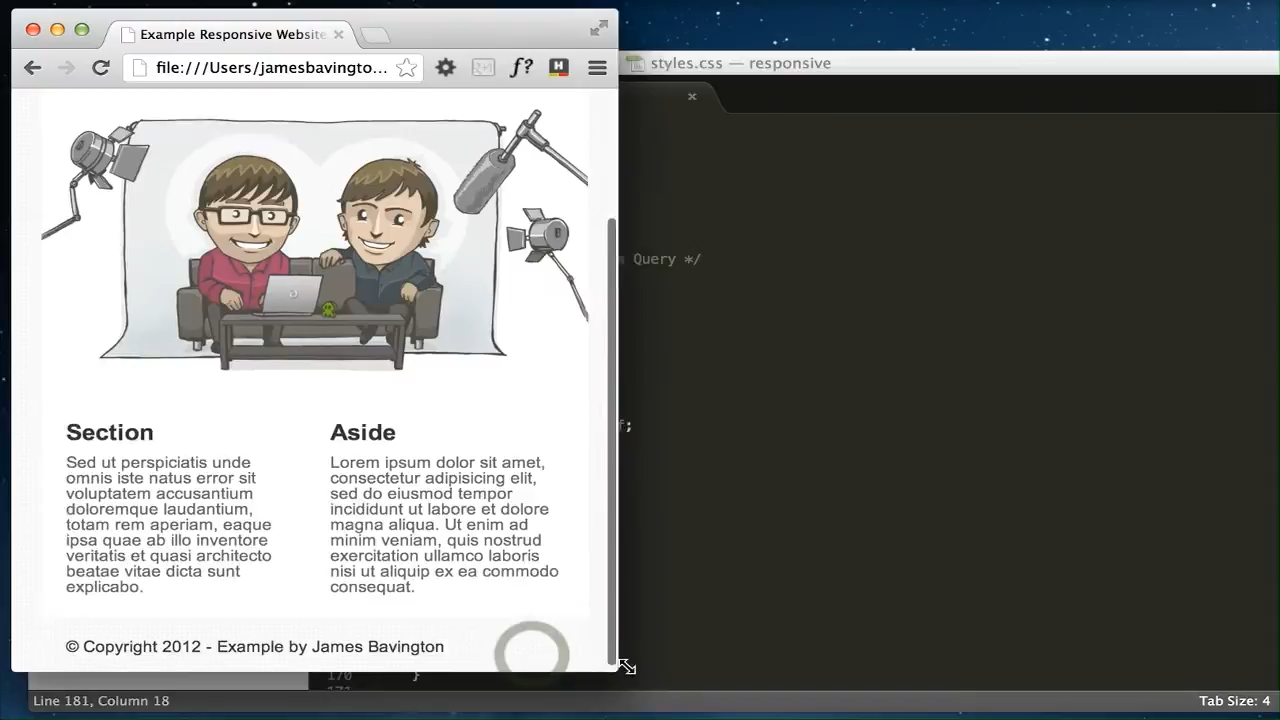 Example Responsive Website
file:///Users/jamesbavingto...
f?
H
styles.css — responsive
Query */
;
Section
Aside
Sed ut perspiciatis unde
omnis iste natus error sit
voluptatem accusantium
doloremque laudantium,
totam rem aperiam, eaque
ipsa quae ab illo inventore
veritatis et quasi architecto
beatae vitae dicta sunt
explicabo.
Lorem ipsum dolor sit amet,
consectetur adipisicing elit,
sed do eiusmod tempor
incididunt ut labore et dolore
magna aliqua. Ut enim ad
minim veniam, quis nostrud
exercitation ullamco laboris
nisi ut aliquip ex ea commodo
consequat.
© Copyright 2012 - Example by James Bavington
170 }
Line 181, Column 18
Tab Size: 4